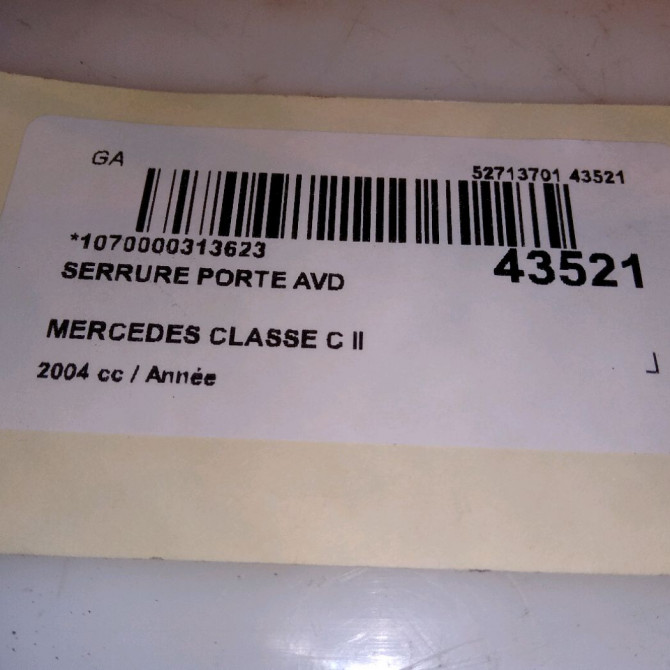 GA
52713701 43521
*1070000313623
43521
SERRURE PORTE AVD
MERCEDES CLASSE C II
2004 cc / Année